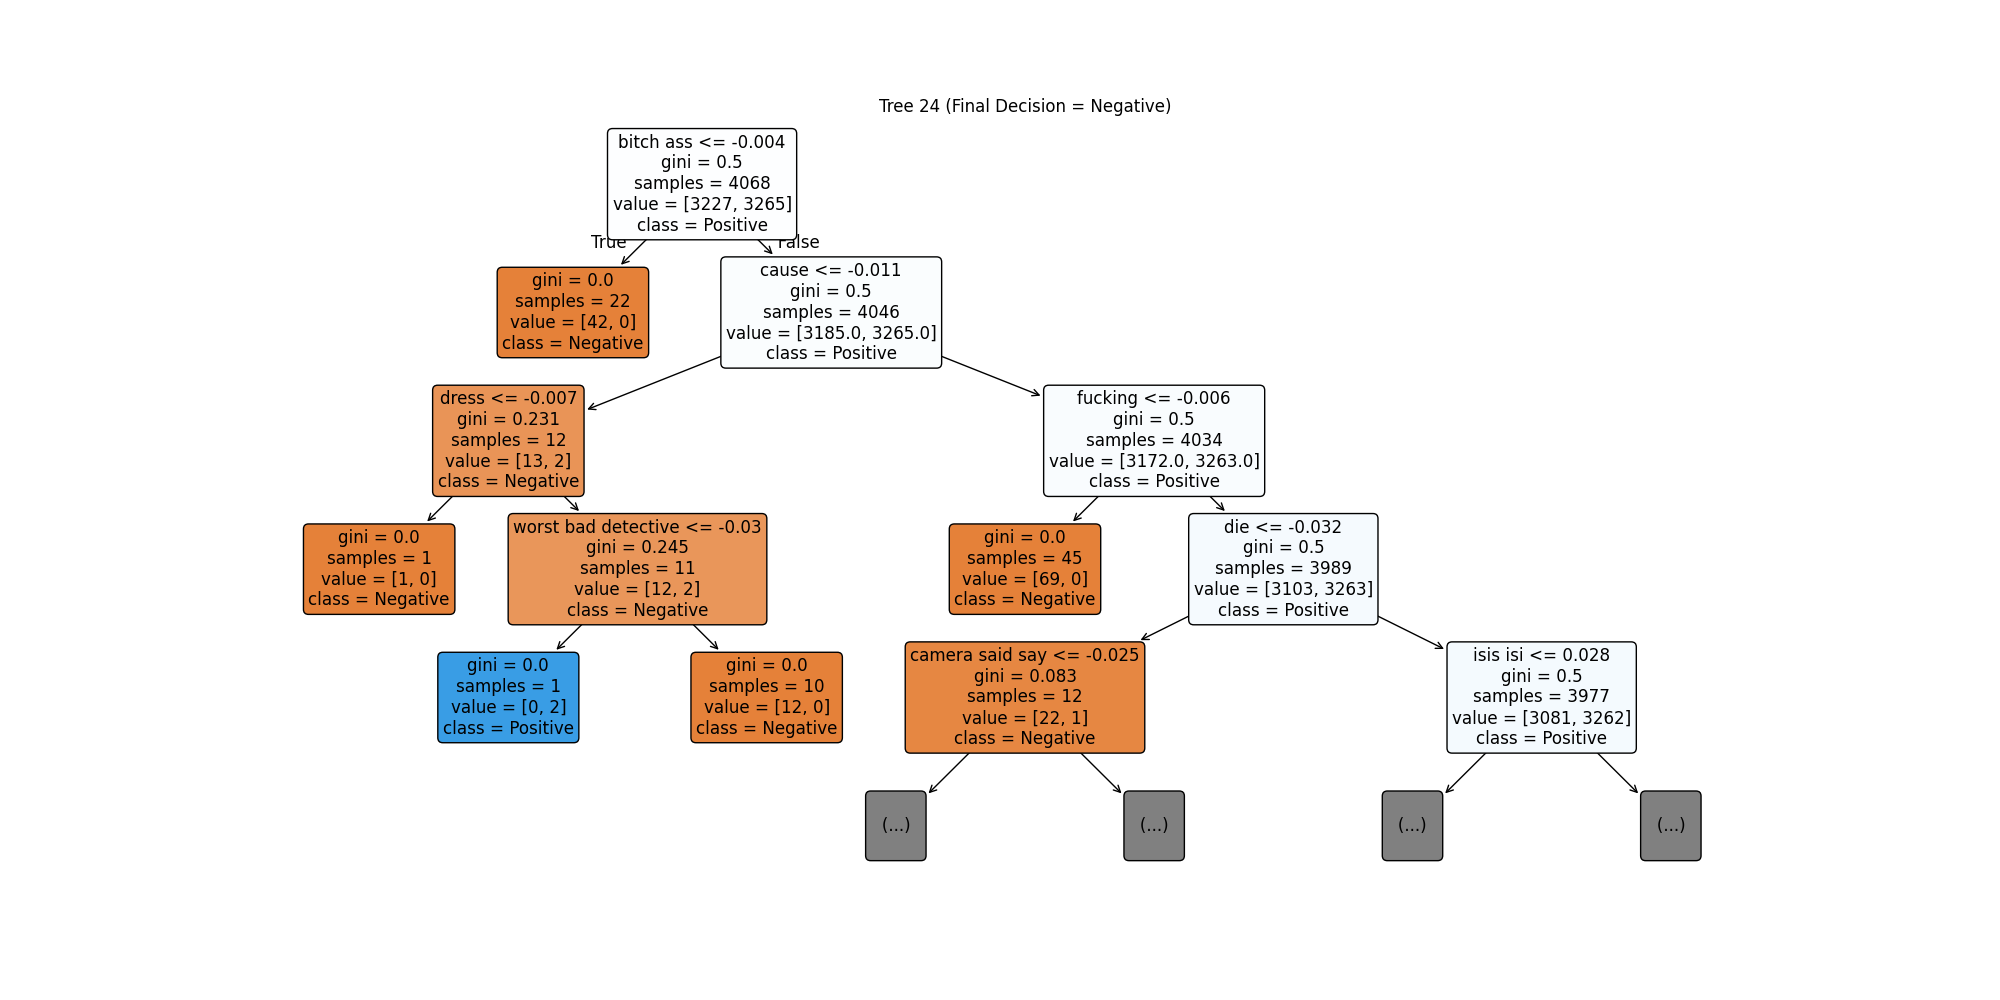 Tree 24 (Final Decision = Negative)
bitch ass <= -0.004
gini = 0.5
samples = 4068
value = [3227, 3265]
class = Positive
True
False
gini = 0.0
samples = 22
value = [42, 0]
class = Negative
cause <= -0.011
gini = 0.5
samples = 4046
value = [3185.0, 3265.0]
class = Positive
dress <= -0.007
gini = 0.231
samples = 12
value = [13, 2]
class = Negative
fucking <= -0.006
gini = 0.5
samples = 4034
value = [3172.0, 3263.0]
class = Positive
gini = 0.0
samples = 1
value = [1, 0]
class = Negative
worst bad detective <= -0.03
gini = 0.245
samples = 11
value = [12, 2]
class = Negative
gini = 0.0
samples = 45
value = [69, 0]
class = Negative
die <= -0.032
gini = 0.5
samples = 3989
value = [3103, 3263]
class = Positive
gini = 0.0
samples = 1
value = [0, 2]
class = Positive
gini = 0.0
samples = 10
value = [12, 0]
class = Negative
camera said say <= -0.025
gini = 0.083
samples = 12
value = [22, 1]
class = Negative
isis isi <= 0.028
gini = 0.5
samples = 3977
value = [3081, 3262]
class = Positive
(...)
(...)
(...)
(...)